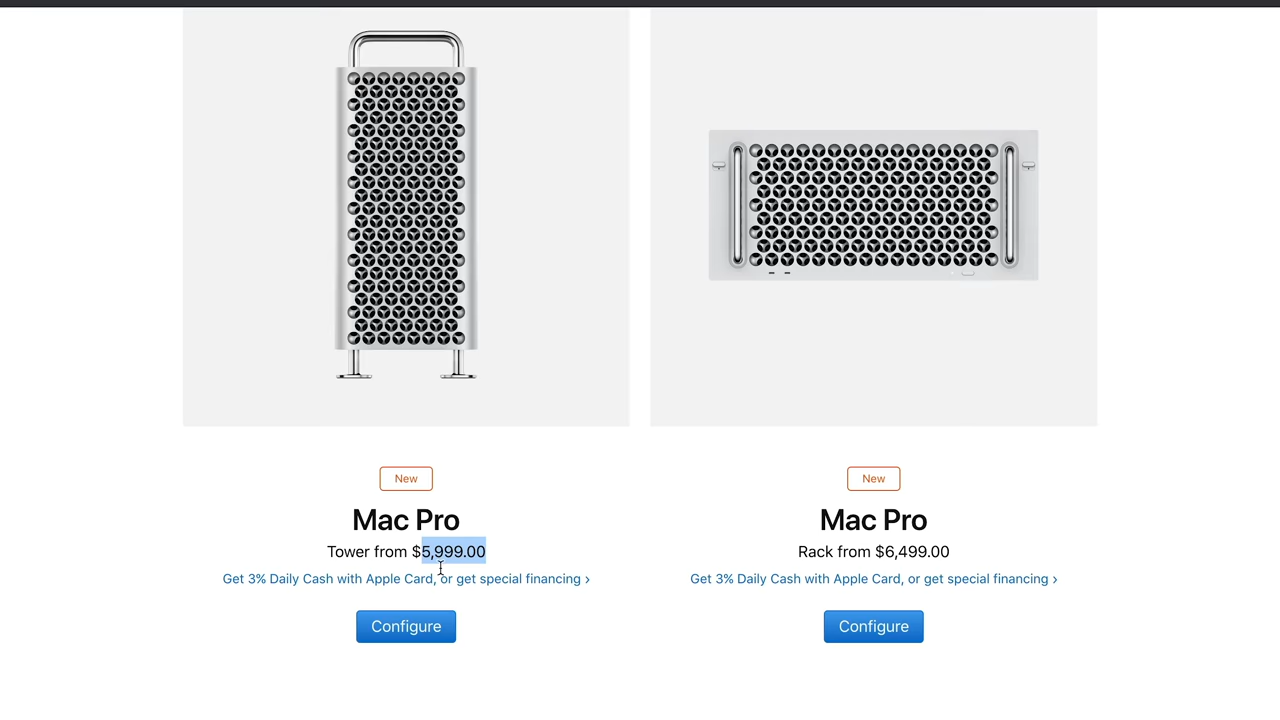 New
Mac Pro
Tower from $5,999.00
Get 3% Daily Cash with Apple Card, or get special financing ›
Configure
New
Mac Pro
Rack from $6,499.00
Get 3% Daily Cash with Apple Card, or get special financing ›
Configure